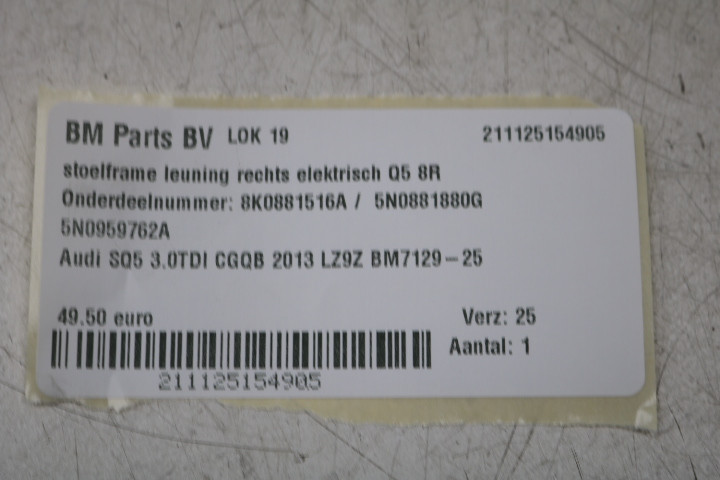 BM Parts BV LOK 19 211125154905
stoelframe leuning rechts elektrisch Q5 8R
Onderdeelnummer: 8K0881516A / 5N0881880G
5N0959762A
Audi SQ5 3.0TDI CGQB 2013 LZ9Z BM7129-25
49.50 euro Verz: 25
Aantal: 1
211125154905